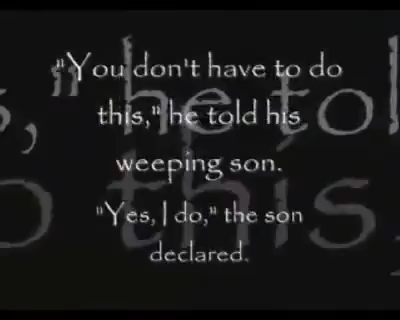 "You don't have to do
this," he told his
weeping son.
"Yes, I do," the son
declared.